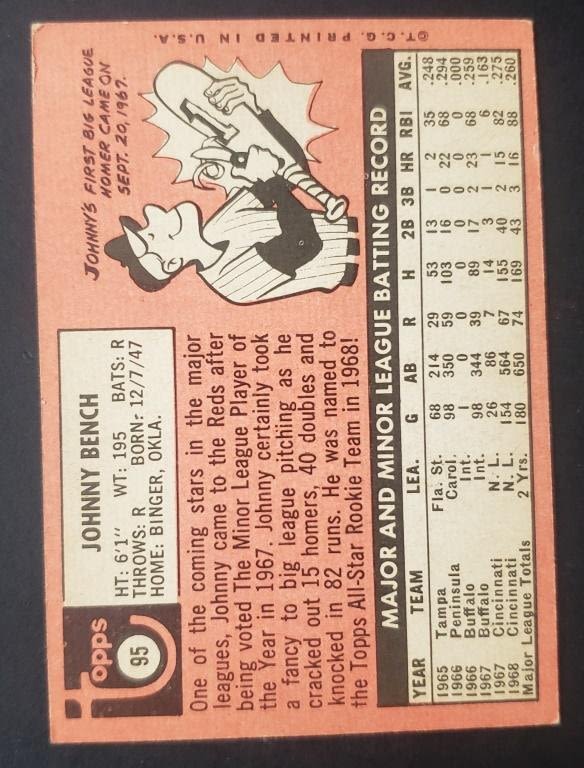 topps
95
JOHNNY BENCH
HT: 6'1" WT: 195 BATS: R
THROWS: R BORN: 12/7/47
HOME: BINGER, OKLA.
JOHNNY'S FIRST BIG LEAGUE
HOMER CAME ON
SEPT. 20, 1967.
1
One of the coming stars in the major
leagues, Johnny came to the Reds after
being voted The Minor League Player of
the Year in 1967. Johnny certainly took
a fancy to big league pitching as he
cracked out 15 homers, 40 doubles and
knocked in 82 runs. He was named to
the Topps All-Star Rookie Team in 1968!
MAJOR AND MINOR LEAGUE BATTING RECORD
YEAR TEAM LEA. G AB R H 2B 3B HR RBI AVG.
1965 Tampa Fla. St. 68 214 29 53 13 1 2 35 .248
1966 Peninsula Carol. 98 350 59 103 16 0 22 68 .294
1966 Buffalo Int. 1 0 0 0 0 0 0 0 .000
1967 Buffalo Int. 98 344 39 89 17 2 23 68 .259
1967 Cincinnati N. L. 26 86 7 14 3 1 1 6 .163
1968 Cincinnati N. L. 154 564 67 155 40 2 15 82 .275
Major League Totals 2 Yrs. 180 650 74 169 43 3 16 88 .260
©T.C.G. PRINTED IN U.S.A.